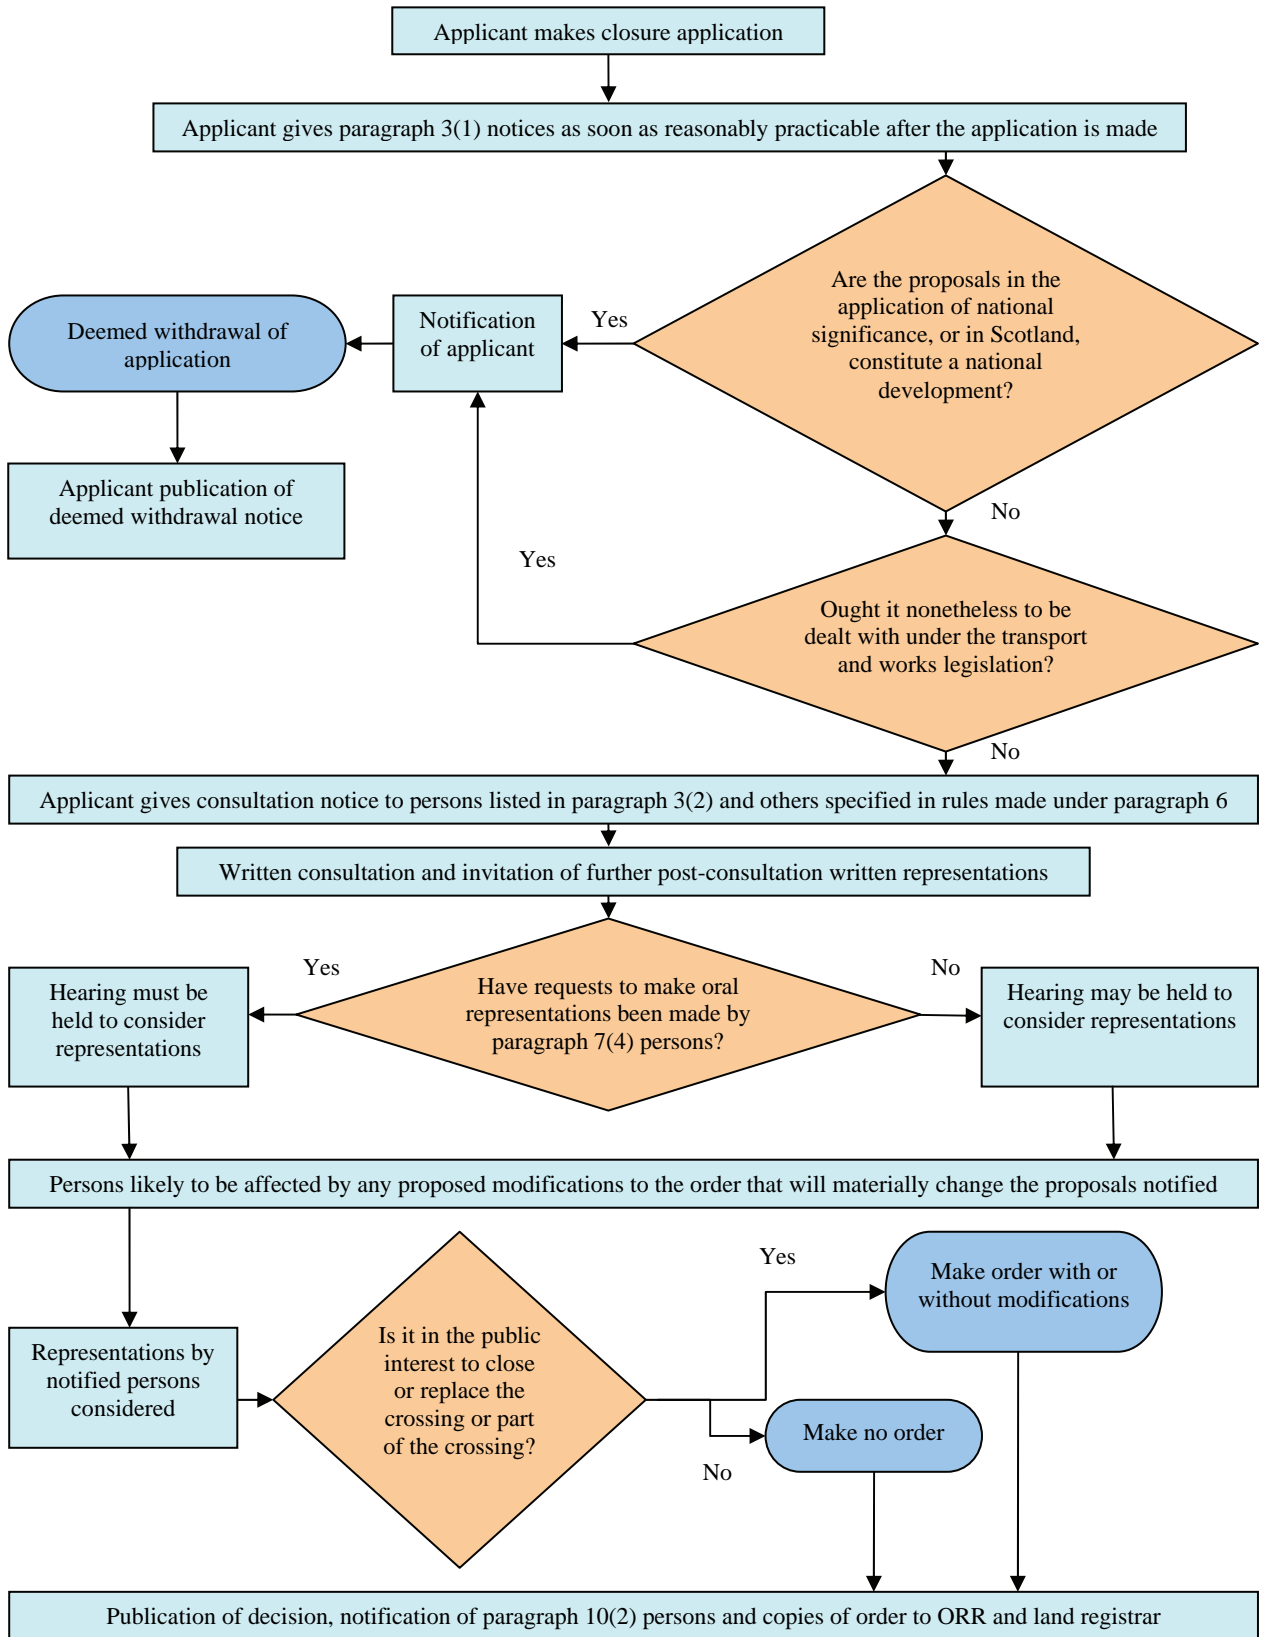 Applicant makes closure application
Applicant gives paragraph 3(1) notices as soon as reasonably practicable after the application is made
Are the proposals in the
application of national
significance, or in Scotland,
constitute a national
development?
Yes
Notification
of applicant
Deemed withdrawal of
application
Applicant publication of
deemed withdrawal notice
No
Yes
Ought it nonetheless to be
dealt with under the transport
and works legislation?
No
Applicant gives consultation notice to persons listed in paragraph 3(2) and others specified in rules made under paragraph 6
Written consultation and invitation of further post-consultation written representations
Yes
Have requests to make oral
representations been made by
paragraph 7(4) persons?
No
Hearing must be
held to consider
representations
Hearing may be held to
consider representations
Persons likely to be affected by any proposed modifications to the order that will materially change the proposals notified
Representations by
notified persons
considered
Is it in the public
interest to close
or replace the
crossing or part
of the crossing?
Yes
Make order with or
without modifications
No
Make no order
Publication of decision, notification of paragraph 10(2) persons and copies of order to ORR and land registrar